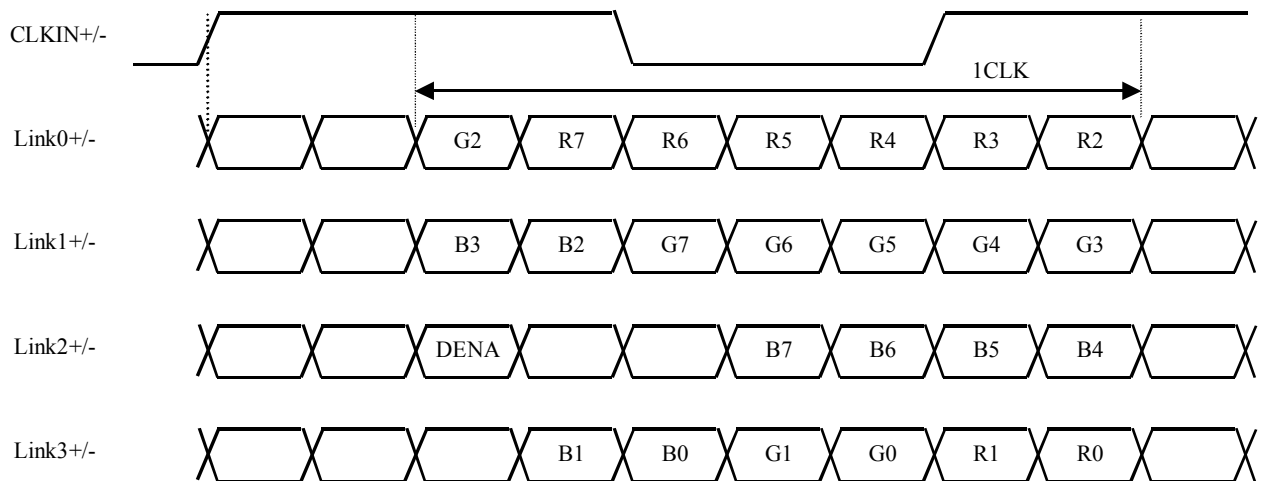 CLKIN+/-
1CLK
Link0+/- G2 R7 R6 R5 R4 R3 R2
Link1+/- B3 B2 G7 G6 G5 G4 G3
Link2+/- DENA B7 B6 B5 B4
Link3+/- B1 B0 G1 G0 R1 R0